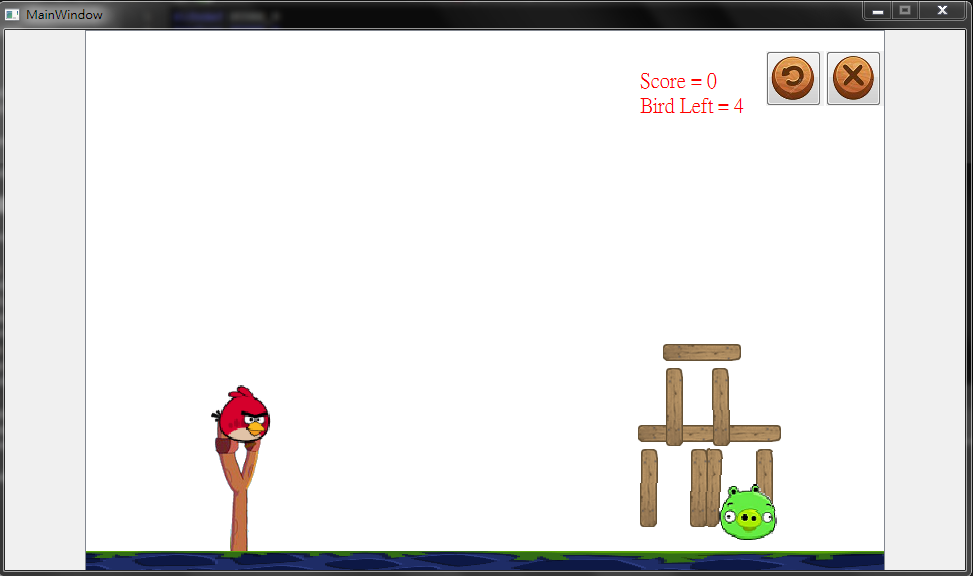 MainWindow
Score = 0
Bird Left = 4